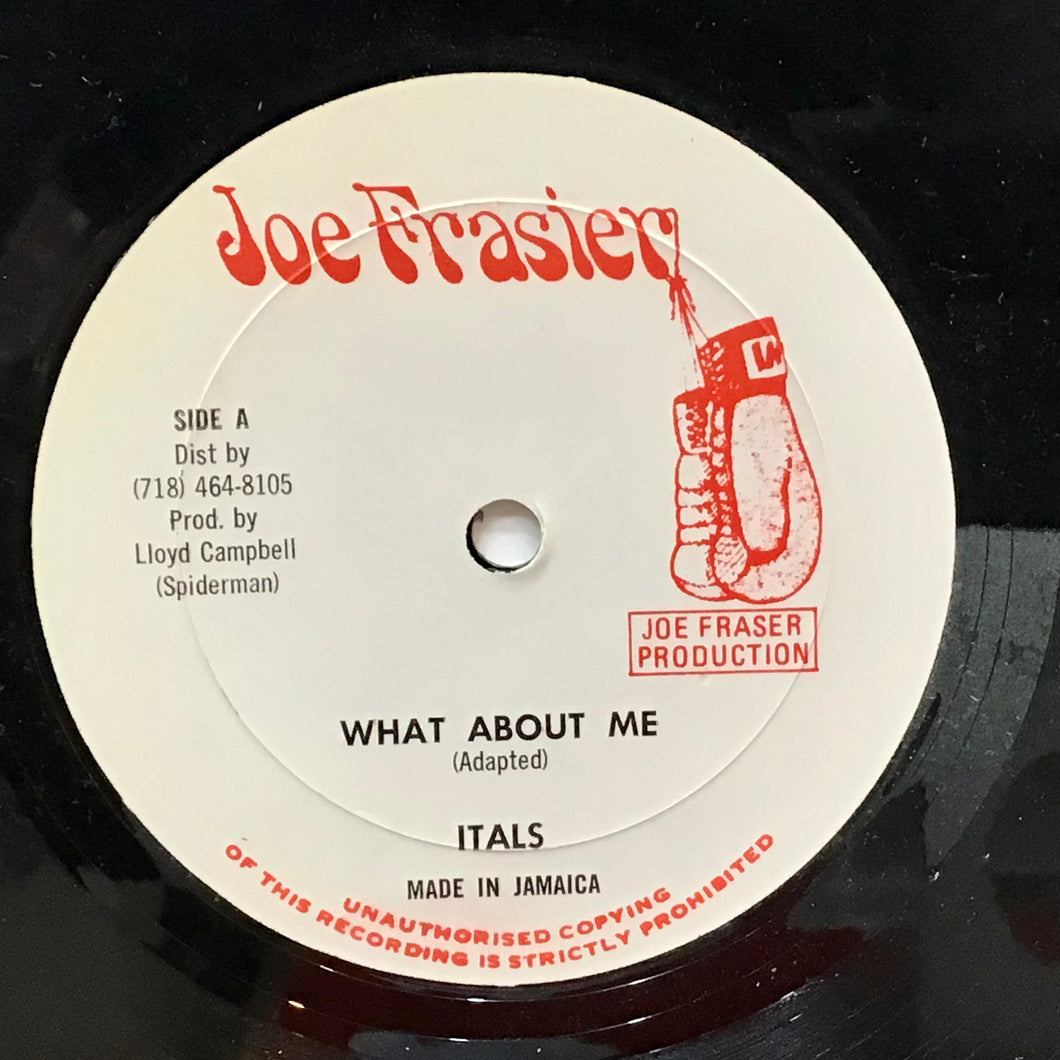 Joe Frasier
SIDE A
Dist by
(718) 464-8105
Prod. by
Lloyd Campbell
(Spiderman)
JOE FRASER
PRODUCTION
WHAT ABOUT ME
(Adapted)
ITALS
MADE IN JAMAICA
UNAUTHORISED COPYING
OF THIS RECORDING IS STRICTLY PROHIBITED